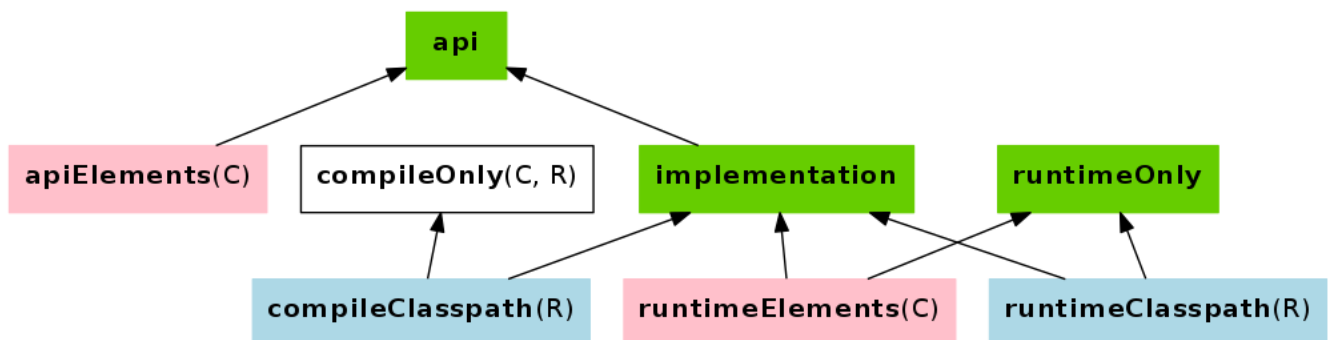 api
apiElements(C)
compileOnly(C, R)
implementation
runtimeOnly
compileClasspath(R)
runtimeElements(C)
runtimeClasspath(R)